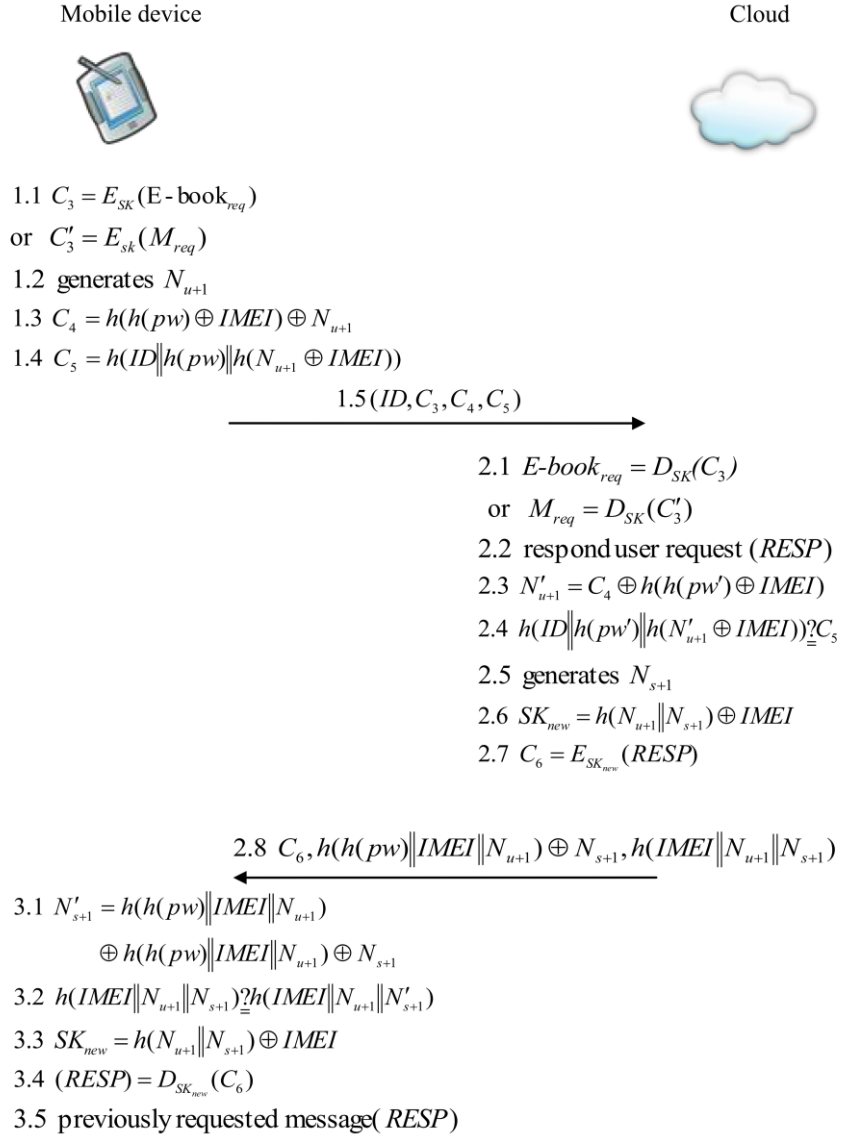 Mobile device
Cloud
1.1 C₃ = E_SK(E-book_req)
or C′₃ = E_sk(M_req)
1.2 generates N_u+1
1.3 C₄ = h(h(pw) ⊕ IMEI) ⊕ N_u+1
1.4 C₅ = h(ID‖h(pw)‖h(N_u+1 ⊕ IMEI))
1.5 (ID, C₃, C₄, C₅)
2.1 E-book_req = D_SK(C₃)
or M_req = D_SK(C′₃)
2.2 respond user request (RESP)
2.3 N′_u+1 = C₄ ⊕ h(h(pw′) ⊕ IMEI)
2.4 h(ID‖h(pw′)‖h(N′_u+1 ⊕ IMEI))?=C₅
2.5 generates N_s+1
2.6 SK_new = h(N_u+1‖N_s+1) ⊕ IMEI
2.7 C₆ = E_SK_new(RESP)
2.8 C₆, h(h(pw)‖IMEI‖N_u+1) ⊕ N_s+1, h(IMEI‖N_u+1‖N_s+1)
3.1 N′_s+1 = h(h(pw)‖IMEI‖N_u+1)
⊕ h(h(pw)‖IMEI‖N_u+1) ⊕ N_s+1
3.2 h(IMEI‖N_u+1‖N_s+1)?=h(IMEI‖N_u+1‖N′_s+1)
3.3 SK_new = h(N_u+1‖N_s+1) ⊕ IMEI
3.4 (RESP) = D_SK_new(C₆)
3.5 previously requested message( RESP)